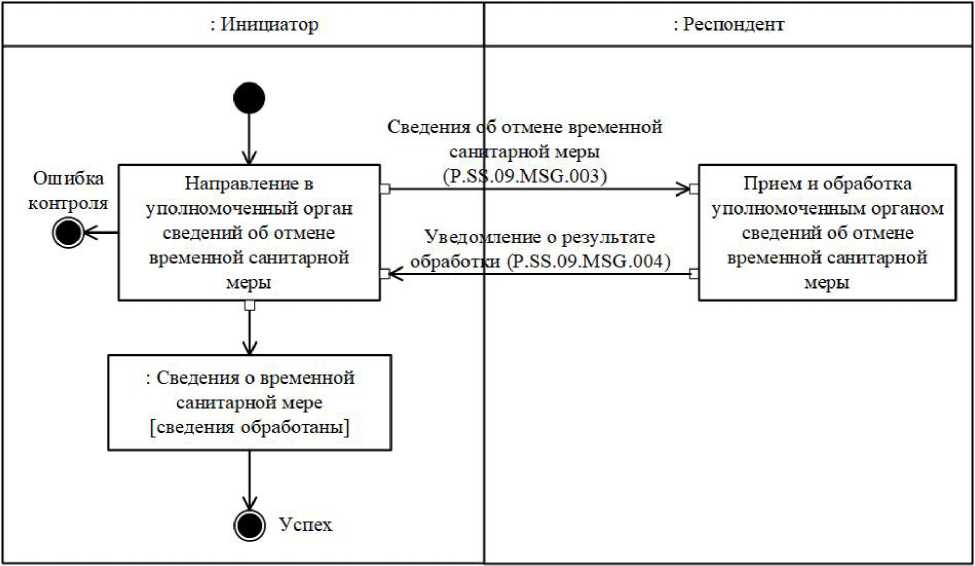 : Инициатор
: Респондент
Сведения об отмене временной
санитарной меры
(P.SS.09.MSG.003)
Ошибка
контроля
Направление в
уполномоченный орган
сведений об отмене
временной санитарной
меры
Прием и обработка
уполномоченным органом
сведений об отмене
временной санитарной
меры
Уведомление о результате
обработки (P.SS.09.MSG.004)
: Сведения о временной
санитарной мере
[сведения обработаны]
Успех